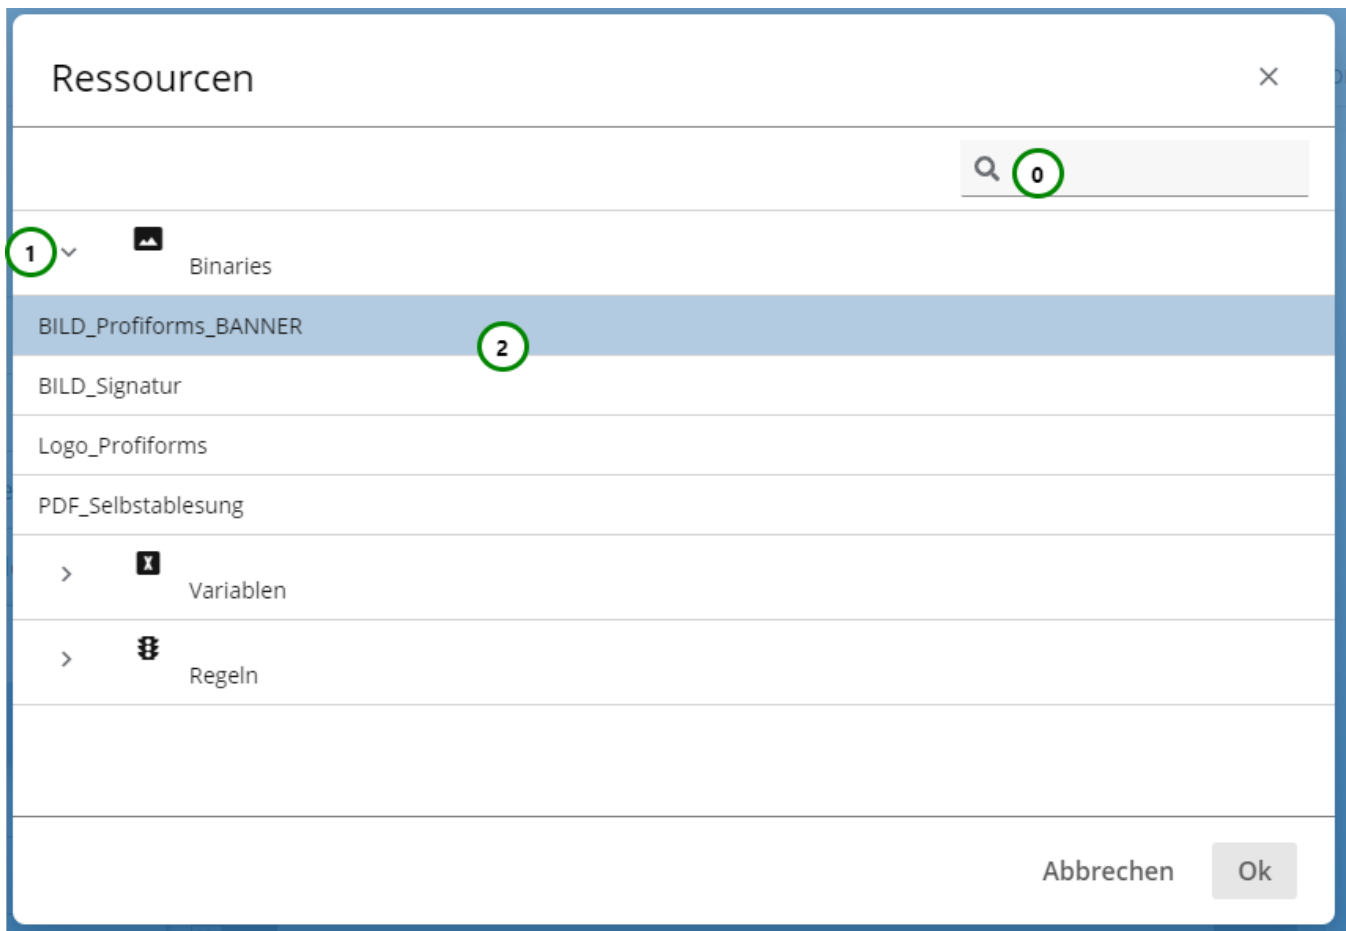 Ressourcen
0
1
Binaries
BILD_Profiforms_BANNER
2
BILD_Signatur
Logo_Profiforms
PDF_Selbstablesung
X
Variablen
Regeln
Abbrechen
Ok